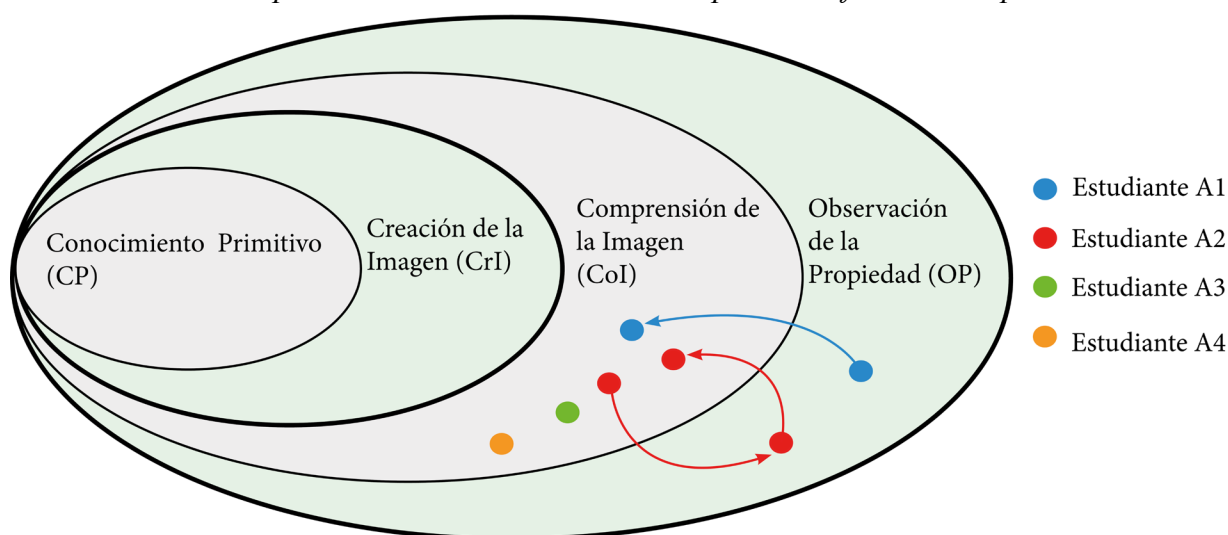 Conocimiento Primitivo
(CP)
Creación de la
Imagen (CrI)
Comprensión de
la Imagen
(CoI)
Observación
de la
Propiedad (OP)
Estudiante A1
Estudiante A2
Estudiante A3
Estudiante A4